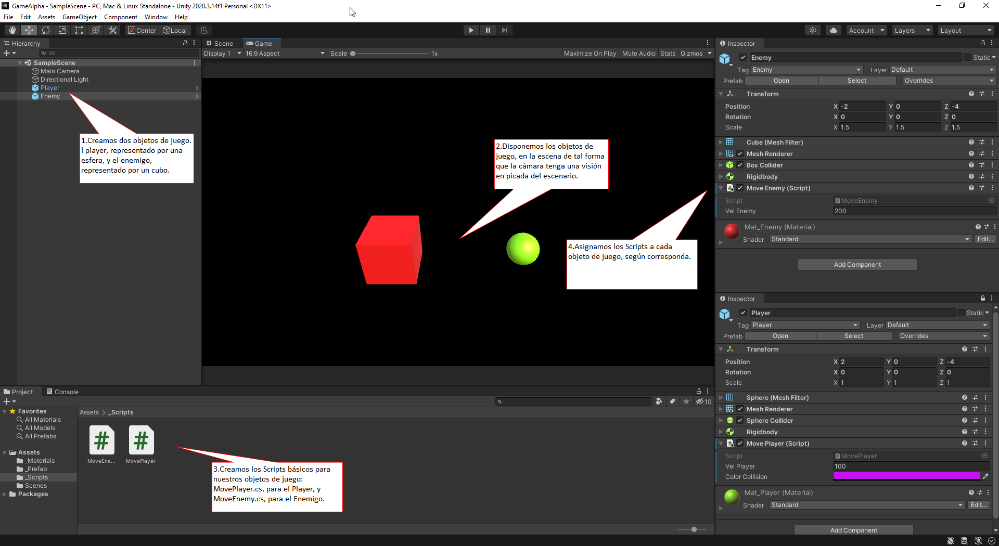 GameAlpha - SampleScene - PC, Mac & Linux Standalone - Unity 2020.3.14f1 Personal <DX11>
File Edit Assets GameObject Component Window Help
Center Local
Account Layers Layout
Hierarchy
All
SampleScene
Main Camera
Directional Light
Player
Enemy
1.Creamos dos objetos de juego.
l player, representado por una
esfera, y el enemigo,
representado por un cubo.
Scene Game
Display 1 16:9 Aspect Scale 1x Maximize On Play Mute Audio Stats Gizmos
2.Disponemos los objetos de
juego, en la escena de tal forma
que la cámara tenga una visión
en picada del escenario.
4.Asignamos los Scripts a cada
objeto de juego, según corresponda.
Project Console
10
Favorites
All Materials
All Models
All Prefabs
Assets
_Materials
_Prefab
_Scripts
Scenes
Packages
Assets > _Scripts
MoveEne... MovePlayer
3.Creamos los Scripts básicos para
nuestros objetos de juego:
MovePlayer.cs, para el Player, y
MoveEnemy.cs, para el Enemigo.
Inspector
Enemy Static
Tag Enemy Layer Default
Prefab Open Select Overrides
Transform
Position X -2 Y 0 Z -4
Rotation X 0 Y 0 Z 0
Scale X 1.5 Y 1.5 Z 1.5
Cube (Mesh Filter)
Mesh Renderer
Box Collider
Rigidbody
Move Enemy (Script)
Script MoveEnemy
Vel Enemy 200
Mat_Enemy (Material)
Shader Standard Edit...
Add Component
Inspector
Player Static
Tag Player Layer Default
Prefab Open Select Overrides
Transform
Position X 2 Y 0 Z -4
Rotation X 0 Y 0 Z 0
Scale X 1 Y 1 Z 1
Sphere (Mesh Filter)
Mesh Renderer
Sphere Collider
Rigidbody
Move Player (Script)
Script MovePlayer
Vel Player 100
Color Collision
Mat_Player (Material)
Shader Standard Edit...
Add Component